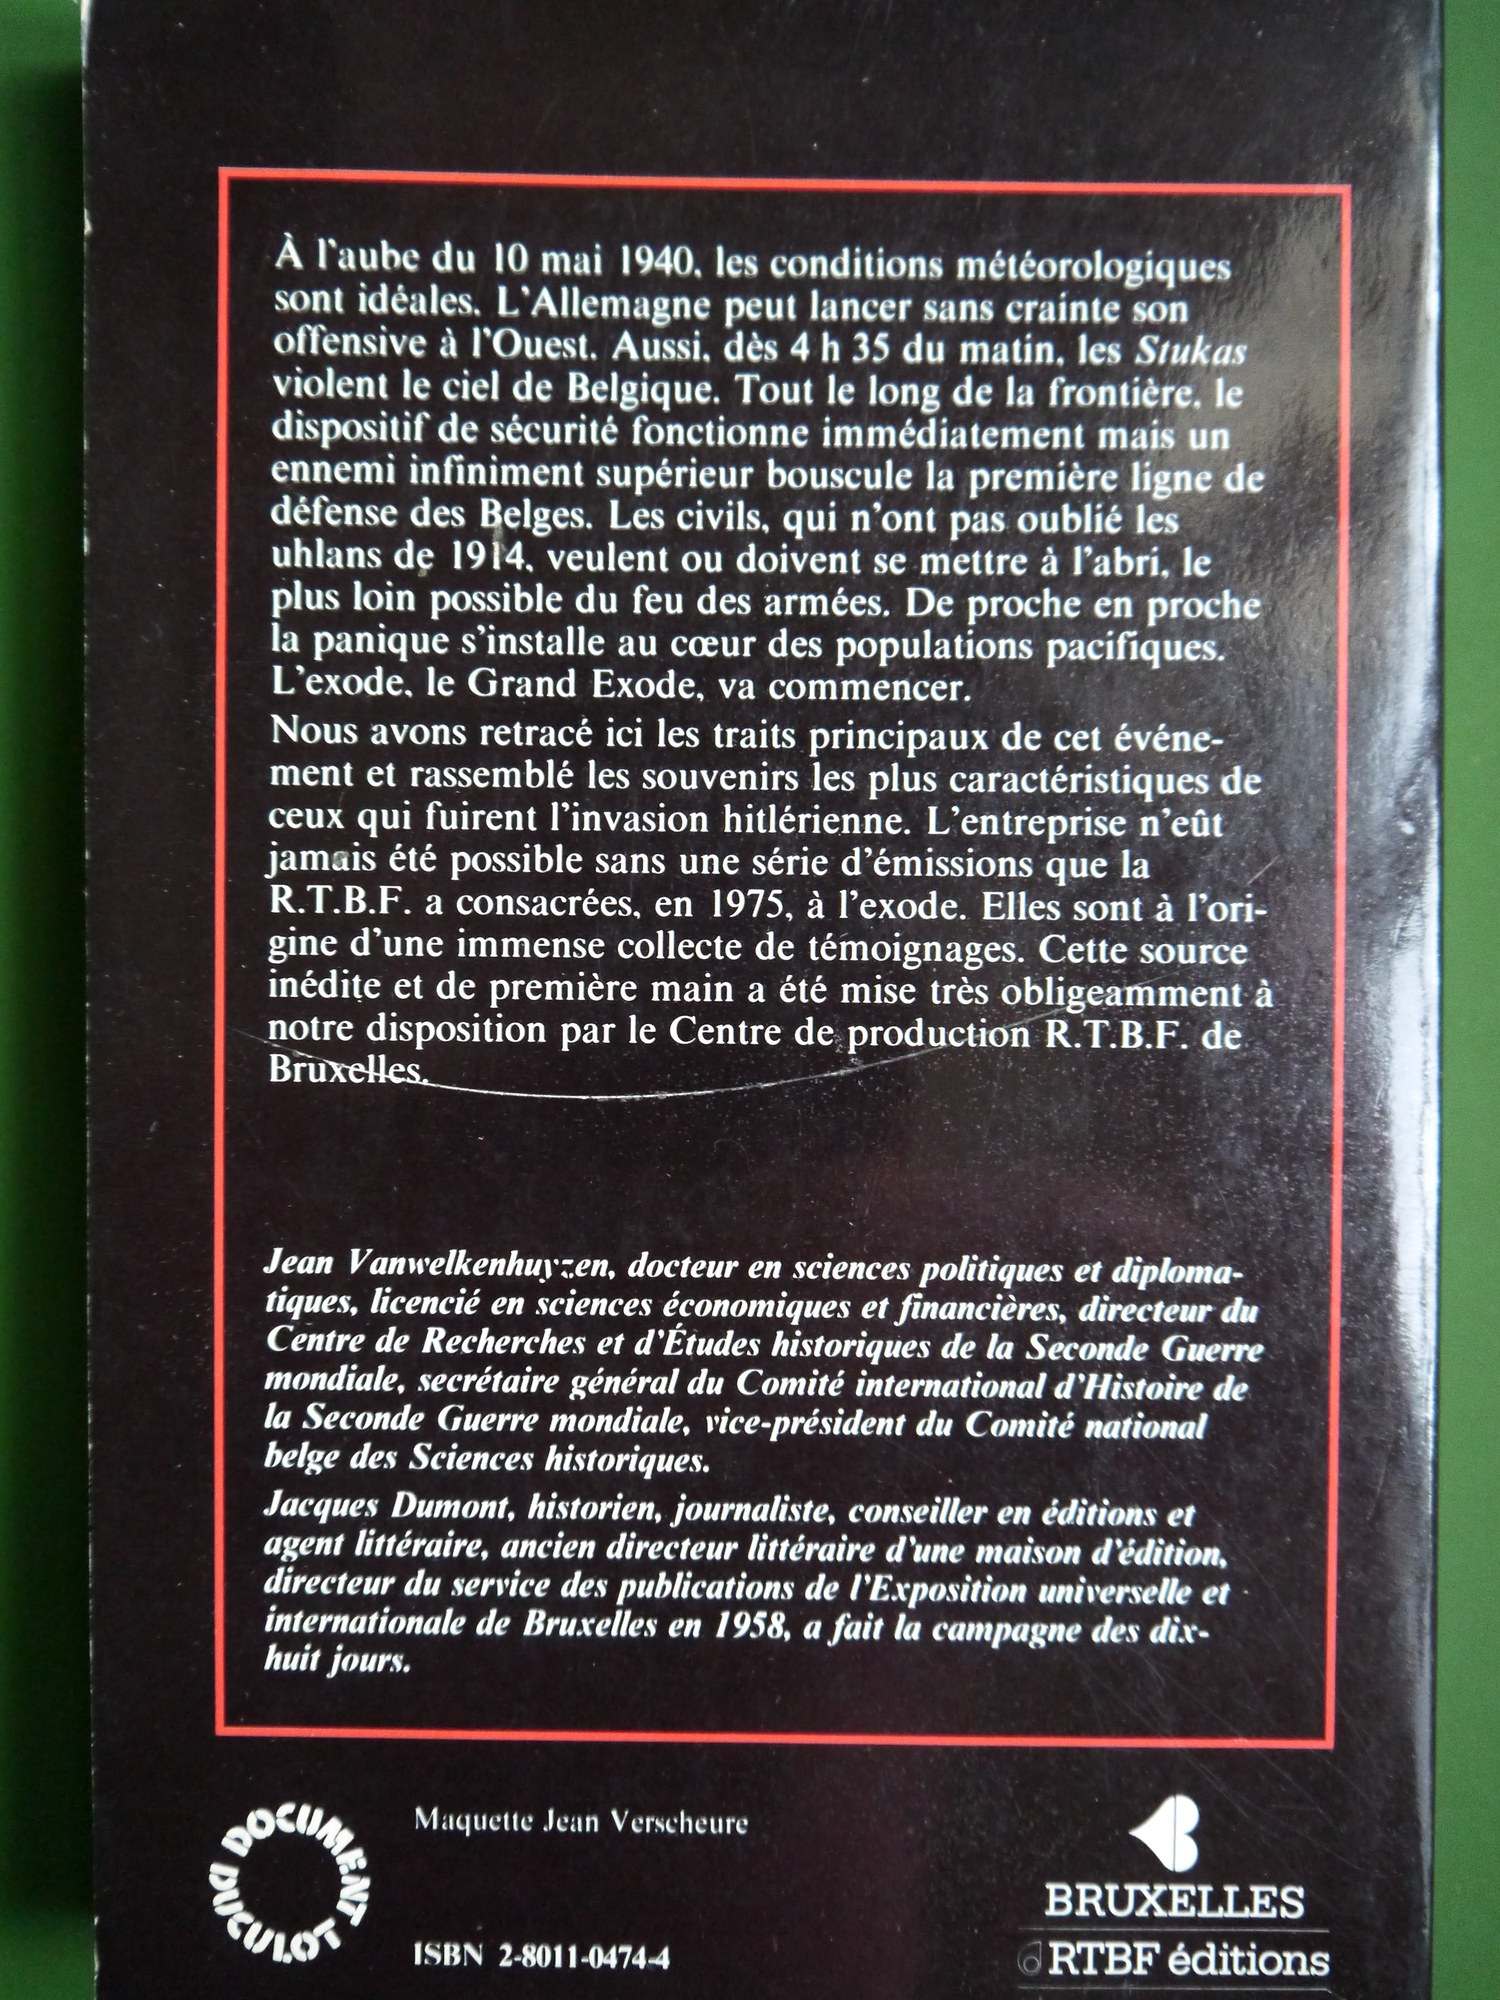 À l'aube du 10 mai 1940, les conditions météorologiques
sont idéales. L'Allemagne peut lancer sans crainte son
offensive à l'Ouest. Aussi, dès 4 h 35 du matin, les Stukas
violent le ciel de Belgique. Tout le long de la frontière, le
dispositif de sécurité fonctionne immédiatement mais un
ennemi infiniment supérieur bouscule la première ligne de
défense des Belges. Les civils, qui n'ont pas oublié les
uhlans de 1914, veulent ou doivent se mettre à l'abri, le
plus loin possible du feu des armées. De proche en proche
la panique s'installe au cœur des populations pacifiques.
L'exode, le Grand Exode, va commencer.
Nous avons retracé ici les traits principaux de cet événe-
ment et rassemblé les souvenirs les plus caractéristiques de
ceux qui fuirent l'invasion hitlérienne. L'entreprise n'eût
jamais été possible sans une série d'émissions que la
R.T.B.F. a consacrées, en 1975, à l'exode. Elles sont à l'ori-
gine d'une immense collecte de témoignages. Cette source
inédite et de première main a été mise très obligeamment à
notre disposition par le Centre de production R.T.B.F. de
Bruxelles.
Jean Vanwelkenhuyzen, docteur en sciences politiques et diploma-
tiques, licencié en sciences économiques et financières, directeur du
Centre de Recherches et d'Études historiques de la Seconde Guerre
mondiale, secrétaire général du Comité international d'Histoire de
la Seconde Guerre mondiale, vice-président du Comité national
belge des Sciences historiques.
Jacques Dumont, historien, journaliste, conseiller en éditions et
agent littéraire, ancien directeur littéraire d'une maison d'édition,
directeur du service des publications de l'Exposition universelle et
internationale de Bruxelles en 1958, a fait la campagne des dix-
huit jours.
DOCUMENT DUCULOT
Maquette Jean Verscheure
ISBN 2-8011-0474-4
BRUXELLES
RTBF éditions